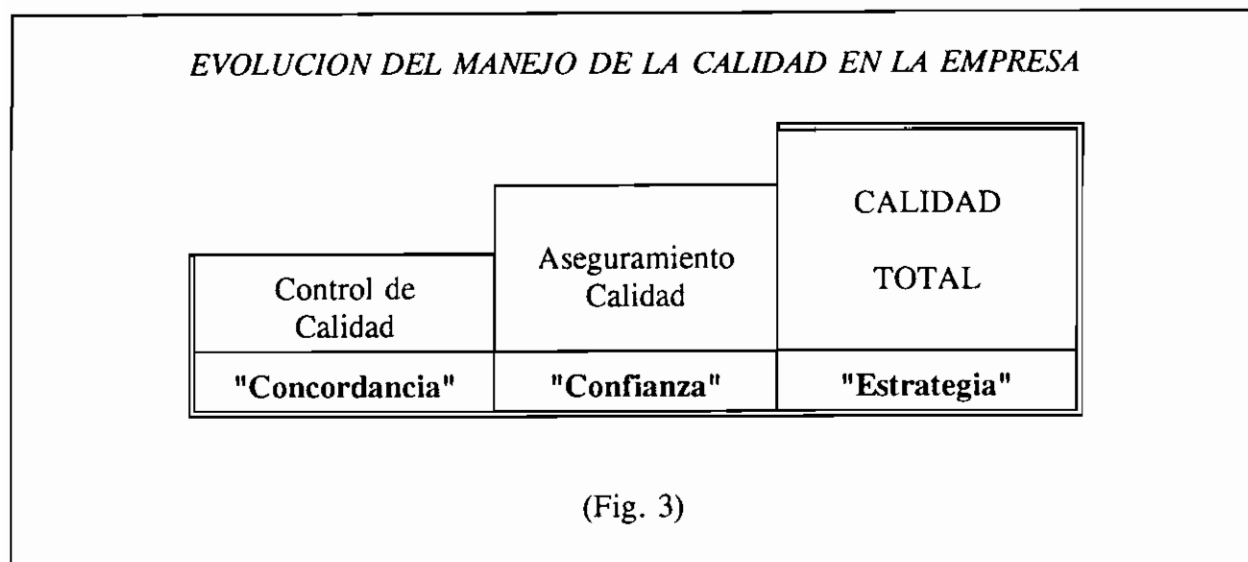 EVOLUCION DEL MANEJO DE LA CALIDAD EN LA EMPRESA
CALIDAD
TOTAL
Aseguramiento
Calidad
Control de
Calidad
"Concordancia" "Confianza" "Estrategia"
(Fig. 3)